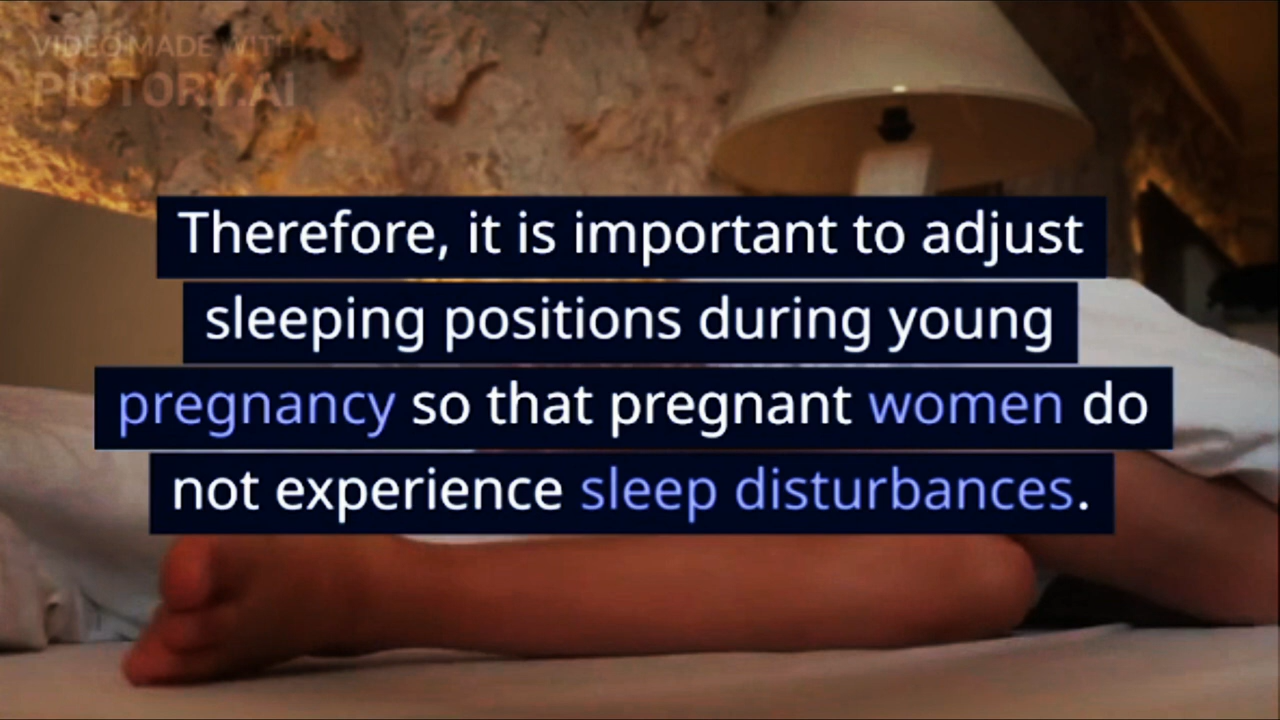 VIDEO MADE WITH
PICTORY.AI
Therefore, it is important to adjust
sleeping positions during young
pregnancy so that pregnant women do
not experience sleep disturbances.